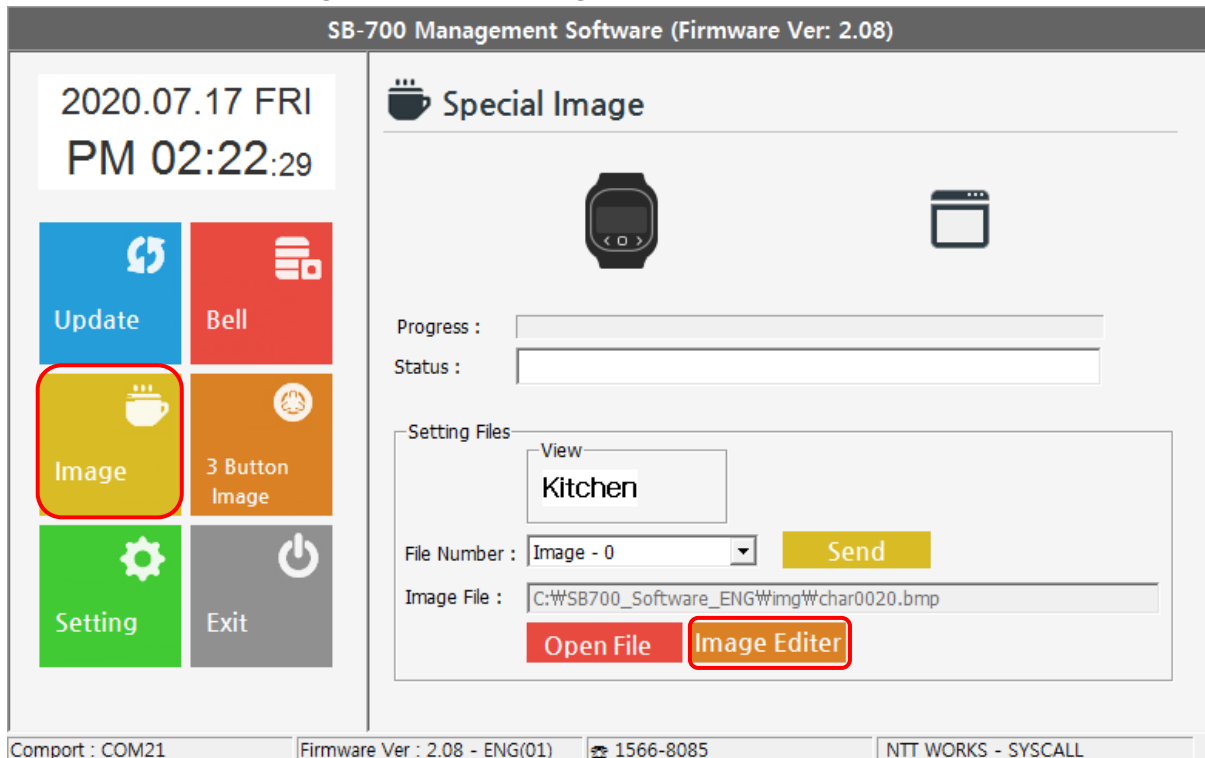 SB-700 Management Software (Firmware Ver: 2.08)
2020.07.17 FRI
PM 02:22:29
Update
Bell
Image
3 Button
Image
Setting
Exit
Special Image
Progress :
Status :
Setting Files
View
Kitchen
File Number :
Image - 0
Send
Image File :
C:₩SB700_Software_ENG₩img₩char0020.bmp
Open File
Image Editer
Comport : COM21
Firmware Ver : 2.08 - ENG(01)
☎ 1566-8085
NTT WORKS - SYSCALL